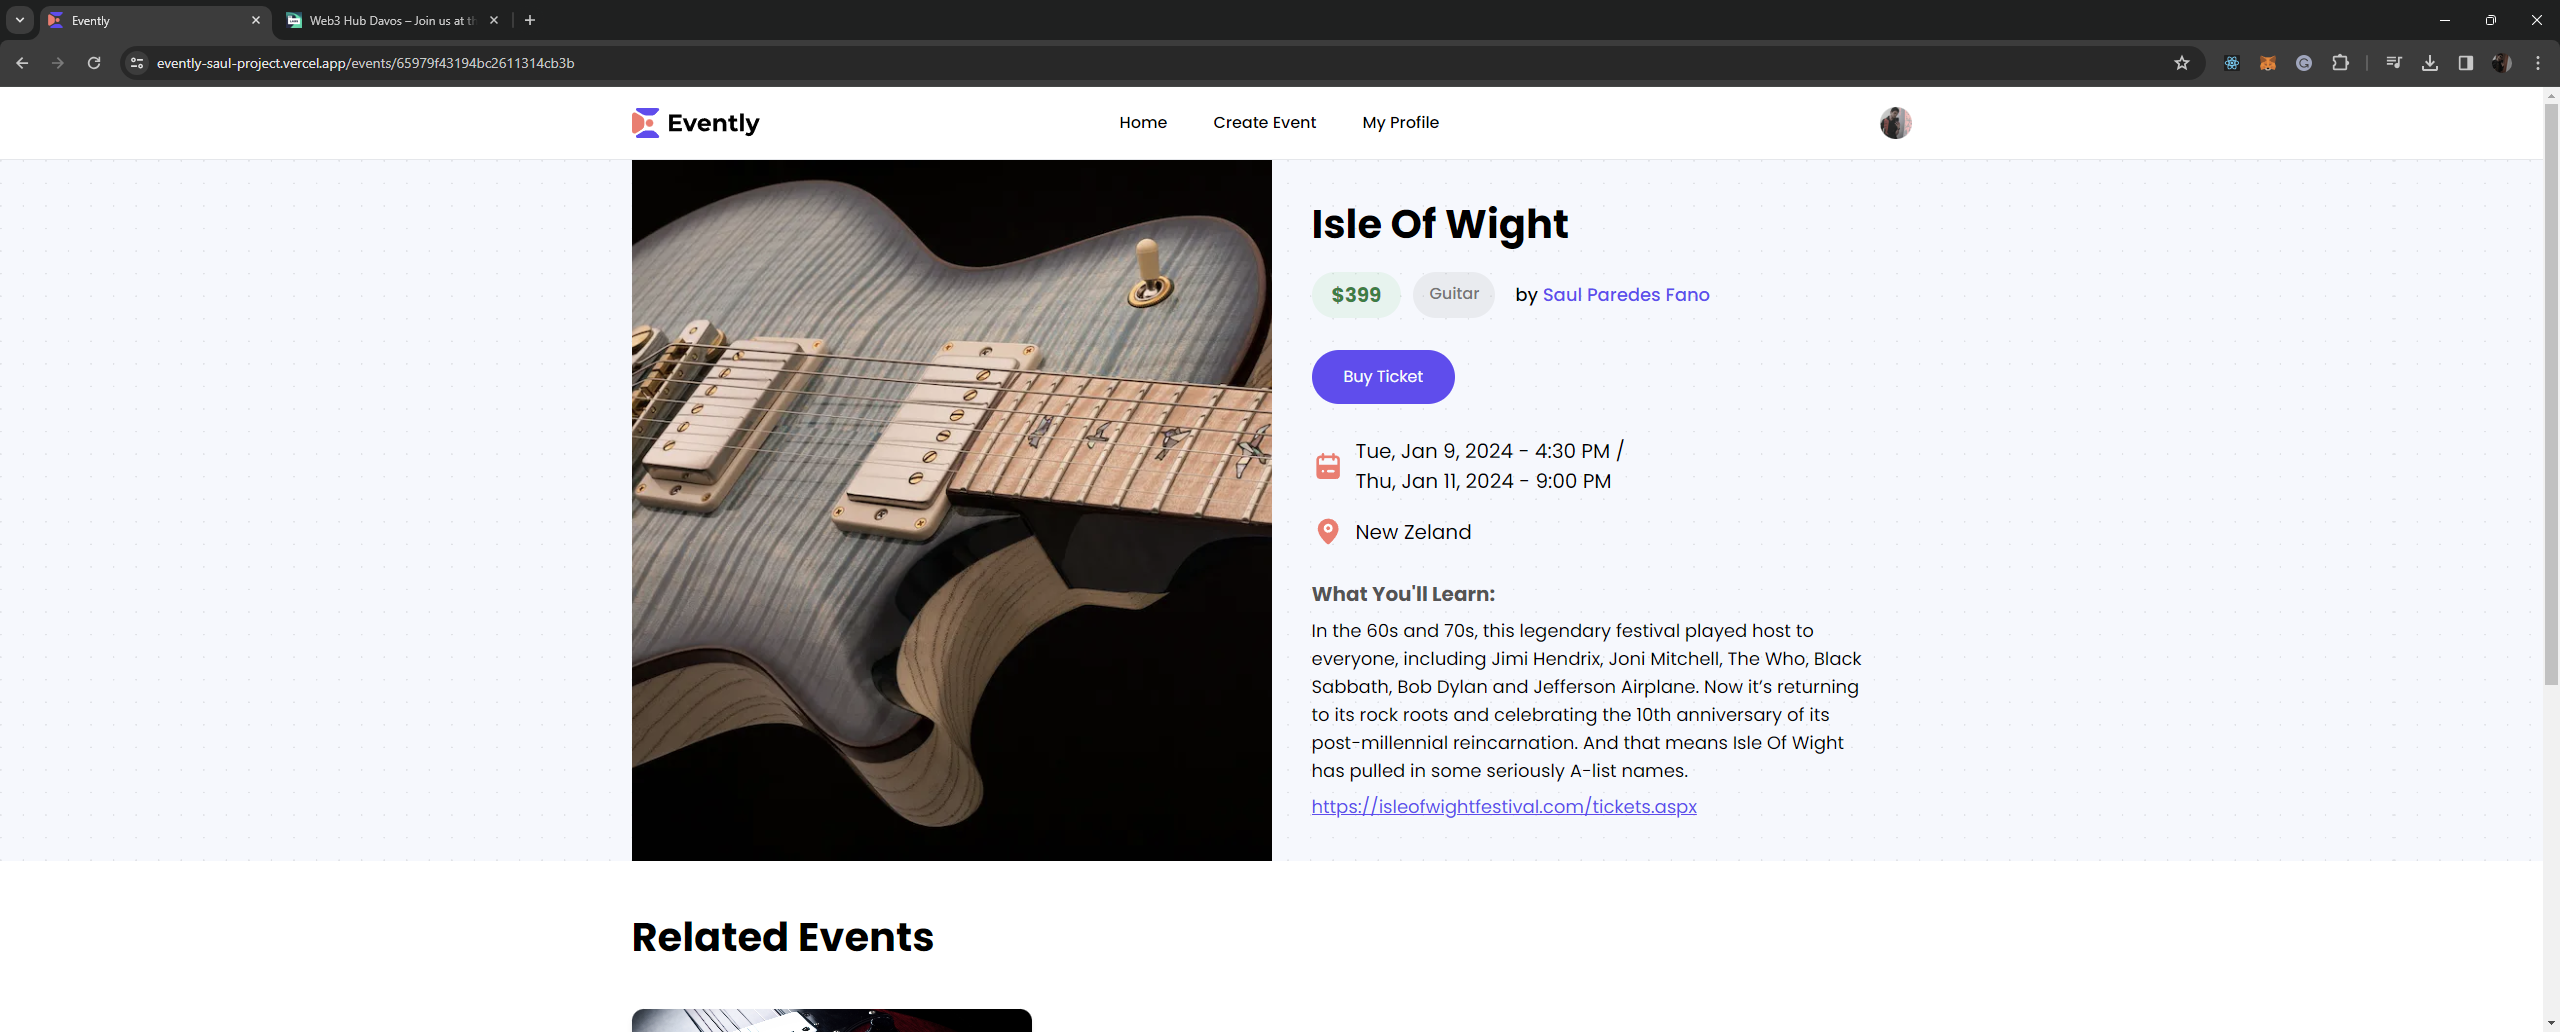 Evently
Web3 Hub Davos – Join us at th
evently-saul-project.vercel.app/events/65979f43194bc2611314cb3b
Evently
Home
Create Event
My Profile
Isle Of Wight
$399
Guitar
by Saul Paredes Fano
Buy Ticket
Tue, Jan 9, 2024 - 4:30 PM /
Thu, Jan 11, 2024 - 9:00 PM
New Zeland
What You'll Learn:
In the 60s and 70s, this legendary festival played host to
everyone, including Jimi Hendrix, Joni Mitchell, The Who, Black
Sabbath, Bob Dylan and Jefferson Airplane. Now it’s returning
to its rock roots and celebrating the 10th anniversary of its
post-millennial reincarnation. And that means Isle Of Wight
has pulled in some seriously A-list names.
https://isleofwightfestival.com/tickets.aspx
Related Events